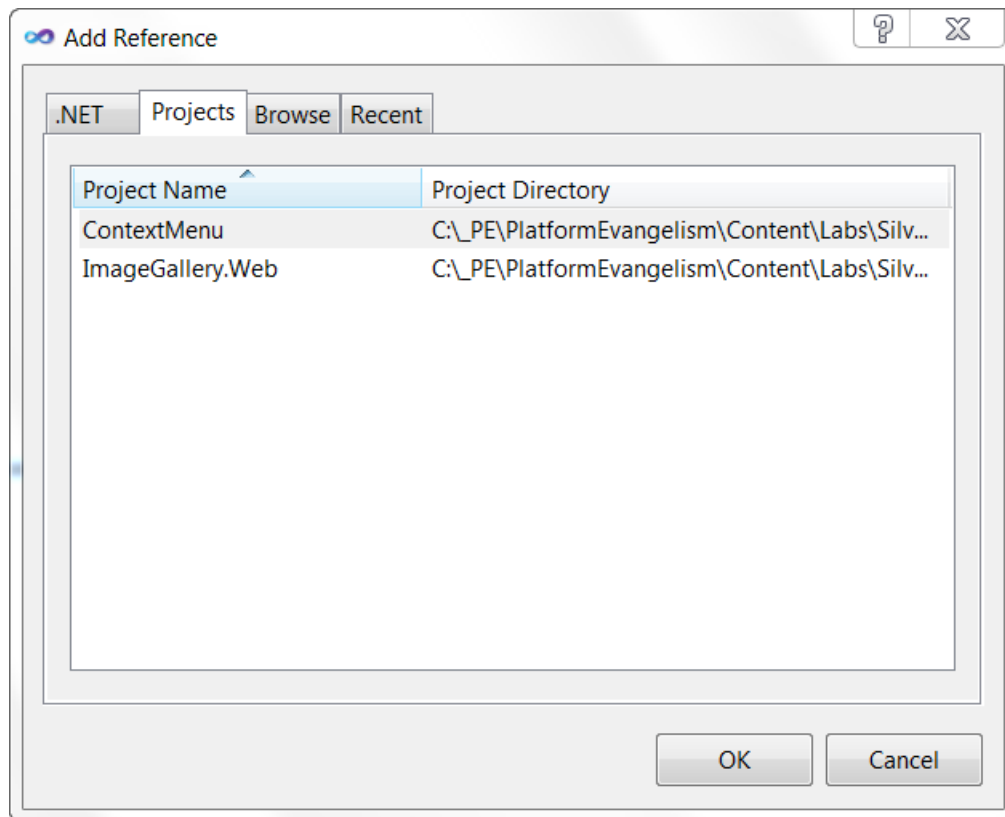 Add Reference
.NET Projects Browse Recent
Project Name Project Directory
ContextMenu C:\_PE\PlatformEvangelism\Content\Labs\Silv...
ImageGallery.Web C:\_PE\PlatformEvangelism\Content\Labs\Silv...
OK Cancel